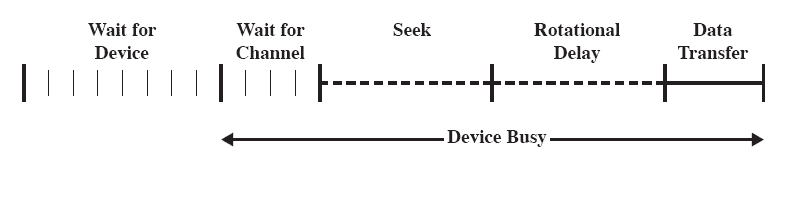 Wait for
Device
Wait for
Channel
Seek
Rotational
Delay
Data
Transfer
Device Busy